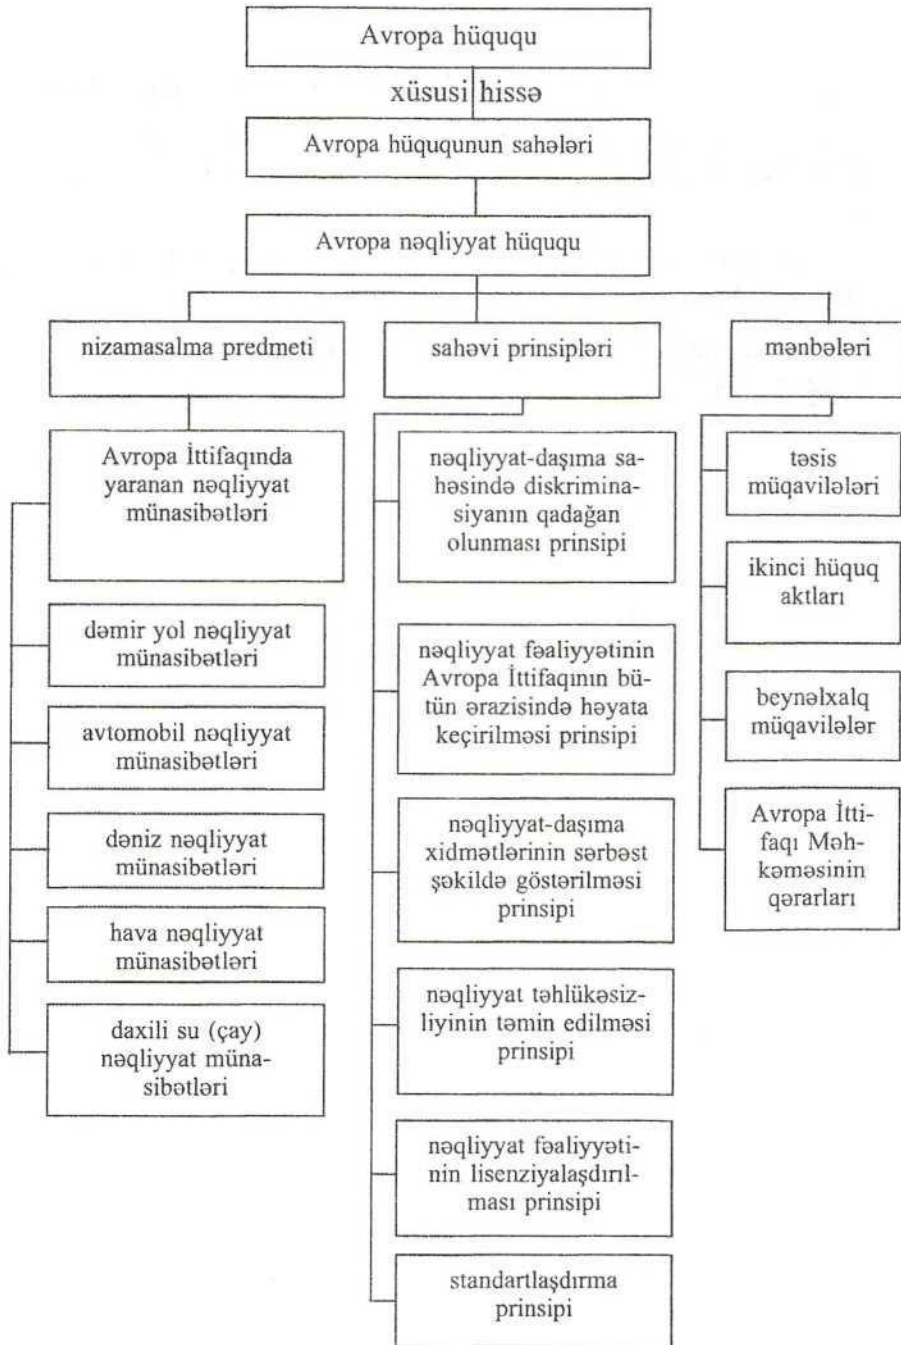 Avropa hüququ
xüsusi hissə
Avropa hüququnun sahələri
Avropa nəqliyyat hüququ
nizamasalma predmeti
Avropa İttifaqında
yaranan nəqliyyat
münasibətləri
dəmir yol nəqliyyat
münasibətləri
avtomobil nəqliyyat
münasibətləri
dəniz nəqliyyat
münasibətləri
hava nəqliyyat
münasibətləri
daxili su (çay)
nəqliyyat müna-
sibətləri
sahəvi prinsipləri
nəqliyyat-daşıma sa-
həsində diskrimina-
siyanın qadağan
olunması prinsipi
nəqliyyat fəaliyyətinin
Avropa İttifaqının bü-
tün ərazisində həyata
keçirilməsi prinsipi
nəqliyyat-daşıma
xidmətlərinin sərbəst
şəkildə göstərilməsi
prinsipi
nəqliyyat təhlükəsiz-
liyinin təmin edilməsi
prinsipi
nəqliyyat fəaliyyəti-
nin lisenziyalaşdırıl-
ması prinsipi
standartlaşdırma
prinsipi
mənbələri
təsis
müqavilələri
ikinci hüquq
aktları
beynəlxalq
müqavilələr
Avropa İtti-
faqı Məh-
kəməsinin
qərarları